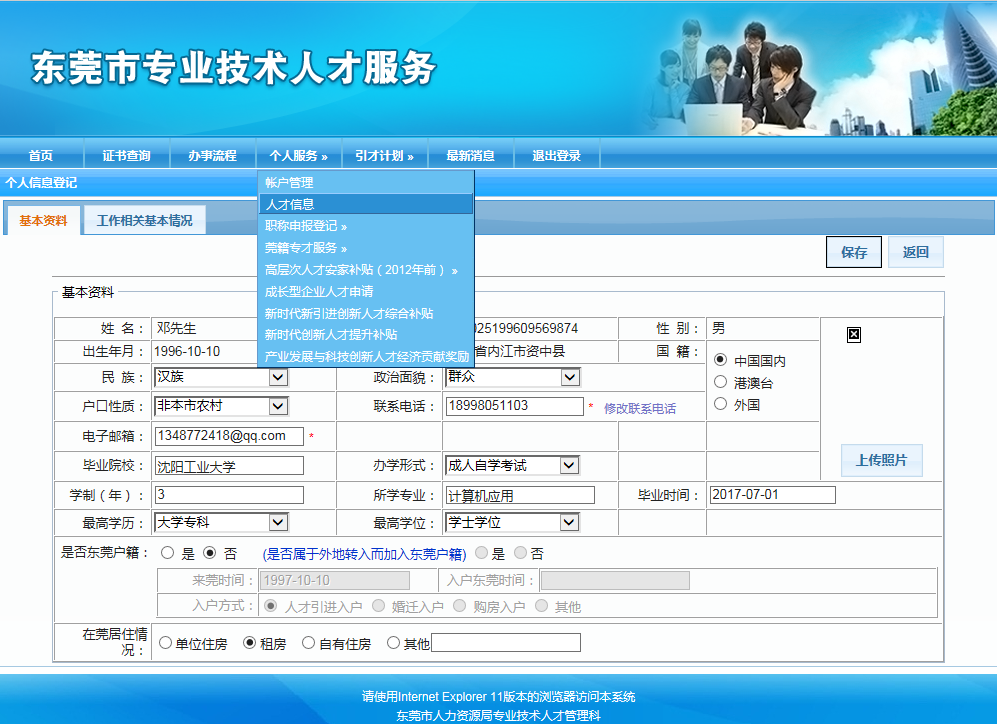 东莞市专业技术人才服务
首页 证书查询 办事流程 个人服务 » 引才计划 » 最新消息 退出登录
个人信息登记
帐户管理
基本资料 工作相关基本情况
人才信息
职称申报登记 »
莞籍专才服务 »
高层次人才安家补贴（2012年前） »
成长型企业人才申请
新时代新引进创新人才综合补贴
新时代创新人才提升补贴
产业发展与科技创新人才经济贡献奖励
保存 返回
基本资料
姓 名： 邓先生 025199609569874 性 别： 男
出生年月： 1996-10-10 省内江市资中县 国 籍：
中国国内
港澳台
外国
民 族： 汉族 政治面貌： 群众
户口性质： 非本市农村 联系电话： 18998051103 * 修改联系电话
电子邮箱： 1348772418@qq.com *
毕业院校： 沈阳工业大学 办学形式： 成人自学考试
上传照片
学制（年）： 3 所学专业： 计算机应用 毕业时间： 2017-07-01
最高学历： 大学专科 最高学位： 学士学位
是否东莞户籍： 是 否 (是否属于外地转入而加入东莞户籍) 是 否
来莞时间： 1997-10-10 入户东莞时间：
入户方式： 人才引进入户 婚迁入户 购房入户 其他
在莞居住情况： 单位住房 租房 自有住房 其他
请使用Internet Explorer 11版本的浏览器访问本系统
东莞市人力资源局专业技术人才管理科